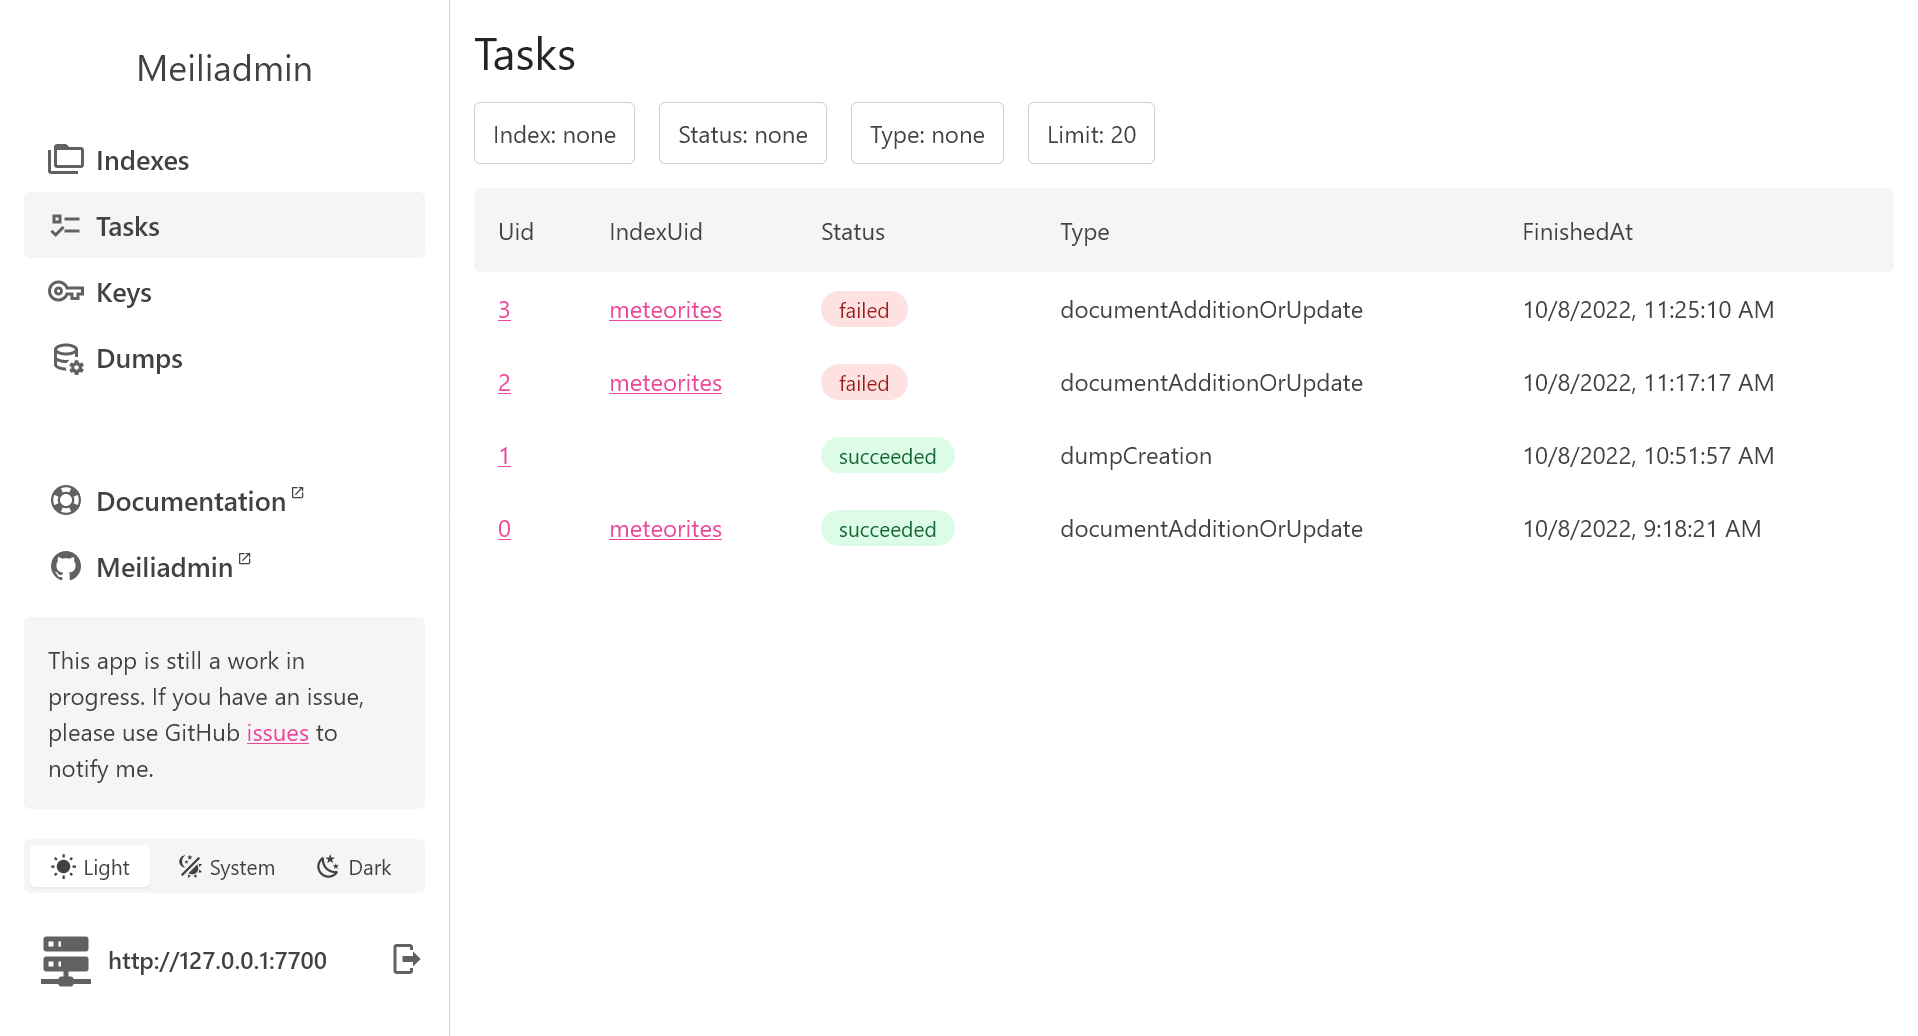 Meiliadmin
Indexes
Tasks
Keys
Dumps
Documentation
Meiliadmin
This app is still a work in
progress. If you have an issue,
please use GitHub issues to
notify me.
Light System Dark
http://127.0.0.1:7700
Tasks
Index: none Status: none Type: none Limit: 20
Uid IndexUid Status Type FinishedAt
3 meteorites failed documentAdditionOrUpdate 10/8/2022, 11:25:10 AM
2 meteorites failed documentAdditionOrUpdate 10/8/2022, 11:17:17 AM
1 succeeded dumpCreation 10/8/2022, 10:51:57 AM
0 meteorites succeeded documentAdditionOrUpdate 10/8/2022, 9:18:21 AM